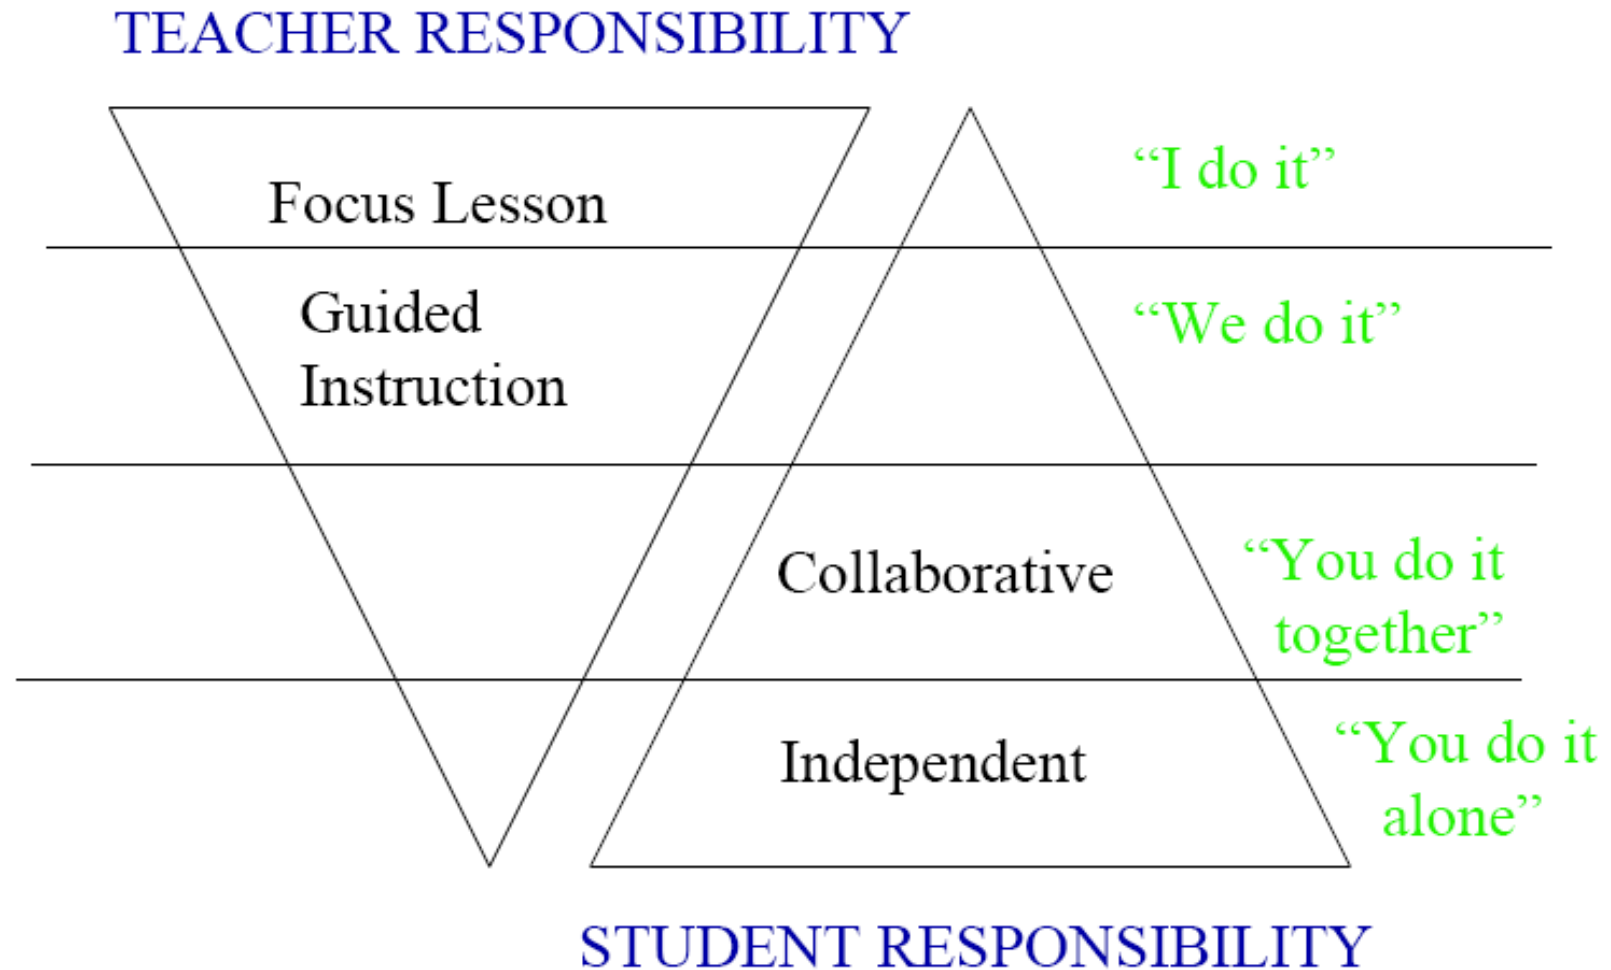 TEACHER RESPONSIBILITY
Focus Lesson
“I do it”
Guided
Instruction
“We do it”
Collaborative
“You do it
together”
Independent
“You do it
alone”
STUDENT RESPONSIBILITY